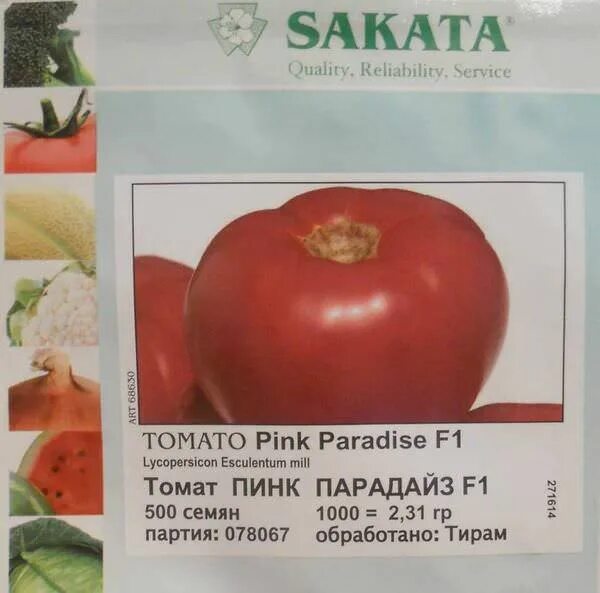 SAKATA®
Quality, Reliability, Service
ART 68630
TOMATO Pink Paradise F1
Lycopersicon Esculentum mill
Томат ПИНК ПАРАДАЙЗ F1
500 семян 1000 = 2,31 гр
партия: 078067 обработано: Тирам
271614